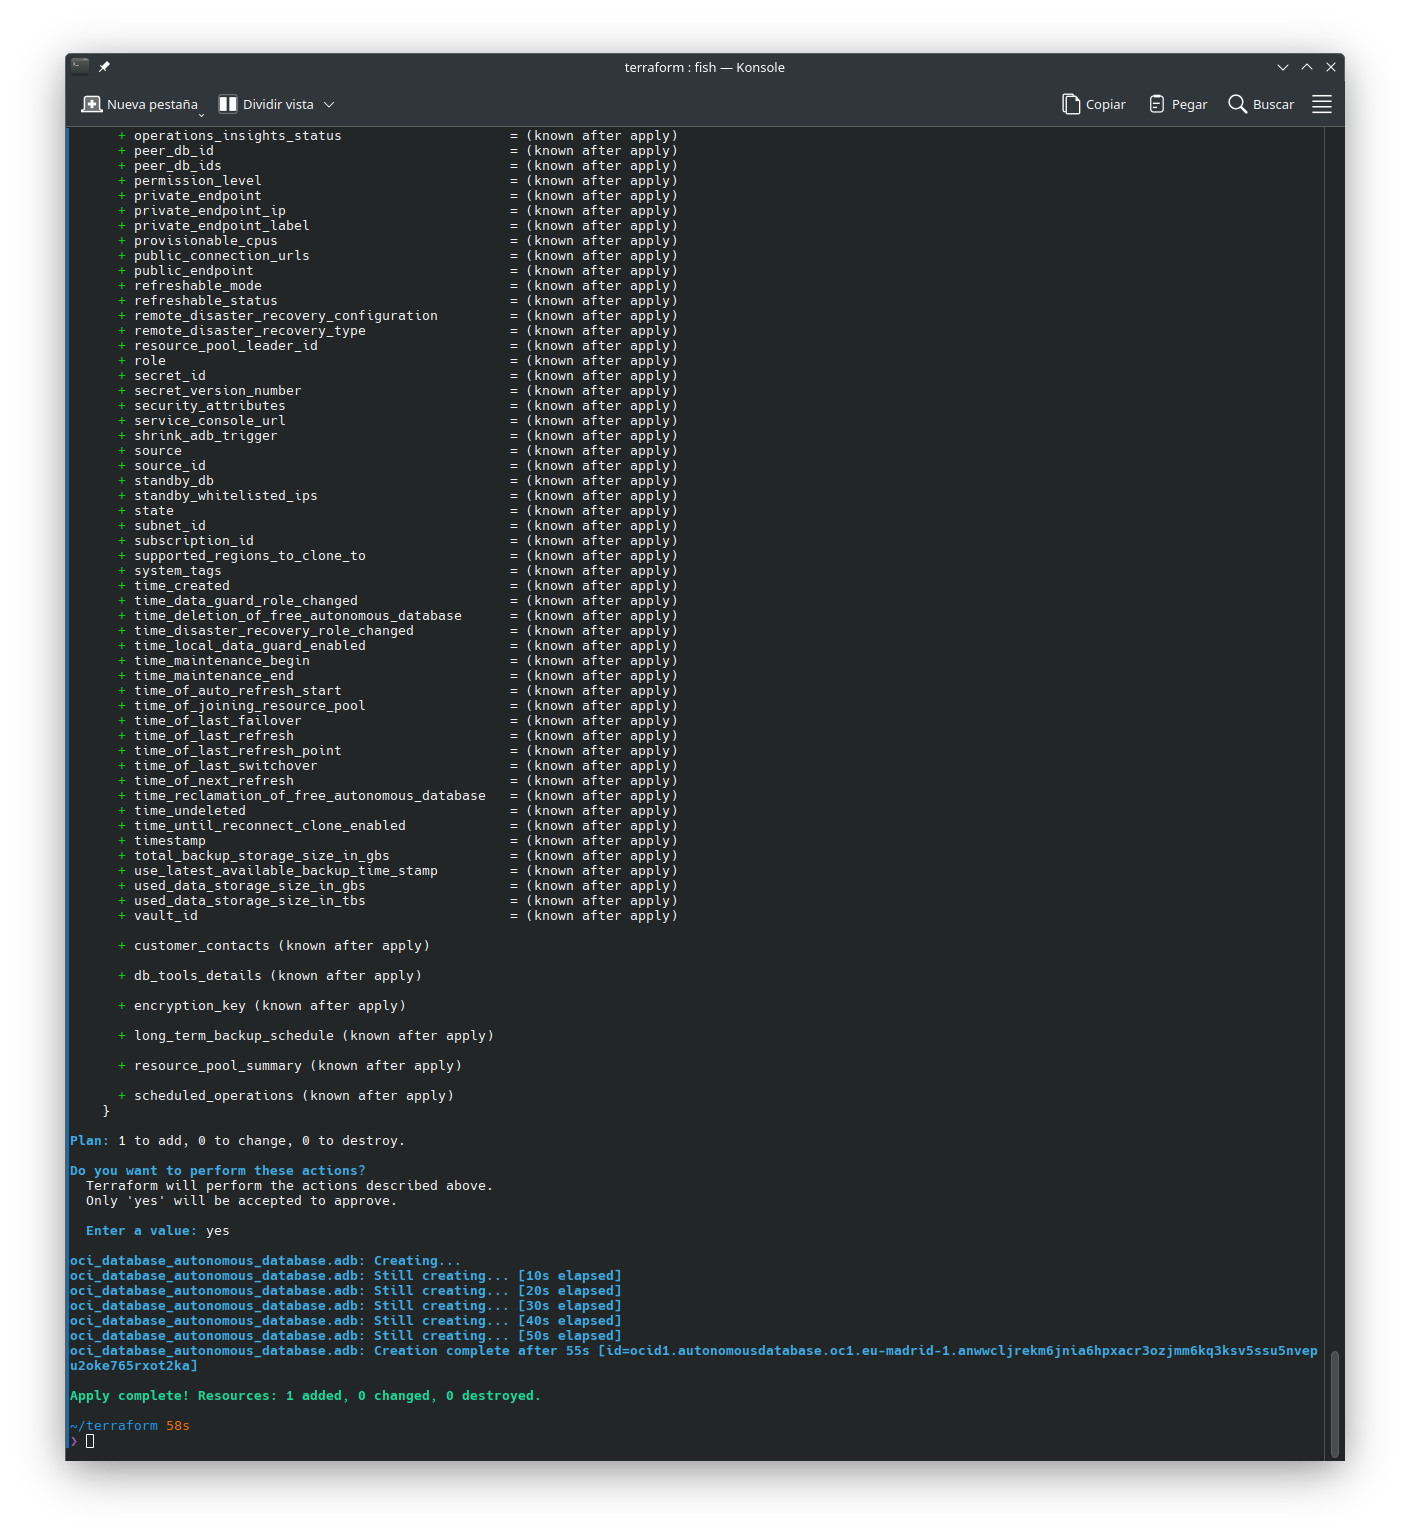 terraform : fish — Konsole
Nueva pestaña
Dividir vista
Copiar
Pegar
Buscar
+ operations_insights_status = (known after apply)
+ peer_db_id = (known after apply)
+ peer_db_ids = (known after apply)
+ permission_level = (known after apply)
+ private_endpoint = (known after apply)
+ private_endpoint_ip = (known after apply)
+ private_endpoint_label = (known after apply)
+ provisionable_cpus = (known after apply)
+ public_connection_urls = (known after apply)
+ public_endpoint = (known after apply)
+ refreshable_mode = (known after apply)
+ refreshable_status = (known after apply)
+ remote_disaster_recovery_configuration = (known after apply)
+ remote_disaster_recovery_type = (known after apply)
+ resource_pool_leader_id = (known after apply)
+ role = (known after apply)
+ secret_id = (known after apply)
+ secret_version_number = (known after apply)
+ security_attributes = (known after apply)
+ service_console_url = (known after apply)
+ shrink_adb_trigger = (known after apply)
+ source = (known after apply)
+ source_id = (known after apply)
+ standby_db = (known after apply)
+ standby_whitelisted_ips = (known after apply)
+ state = (known after apply)
+ subnet_id = (known after apply)
+ subscription_id = (known after apply)
+ supported_regions_to_clone_to = (known after apply)
+ system_tags = (known after apply)
+ time_created = (known after apply)
+ time_data_guard_role_changed = (known after apply)
+ time_deletion_of_free_autonomous_database = (known after apply)
+ time_disaster_recovery_role_changed = (known after apply)
+ time_local_data_guard_enabled = (known after apply)
+ time_maintenance_begin = (known after apply)
+ time_maintenance_end = (known after apply)
+ time_of_auto_refresh_start = (known after apply)
+ time_of_joining_resource_pool = (known after apply)
+ time_of_last_failover = (known after apply)
+ time_of_last_refresh = (known after apply)
+ time_of_last_refresh_point = (known after apply)
+ time_of_last_switchover = (known after apply)
+ time_of_next_refresh = (known after apply)
+ time_reclamation_of_free_autonomous_database = (known after apply)
+ time_undeleted = (known after apply)
+ time_until_reconnect_clone_enabled = (known after apply)
+ timestamp = (known after apply)
+ total_backup_storage_size_in_gbs = (known after apply)
+ use_latest_available_backup_time_stamp = (known after apply)
+ used_data_storage_size_in_gbs = (known after apply)
+ used_data_storage_size_in_tbs = (known after apply)
+ vault_id = (known after apply)
+ customer_contacts (known after apply)
+ db_tools_details (known after apply)
+ encryption_key (known after apply)
+ long_term_backup_schedule (known after apply)
+ resource_pool_summary (known after apply)
+ scheduled_operations (known after apply)
}
Plan: 1 to add, 0 to change, 0 to destroy.
Do you want to perform these actions?
Terraform will perform the actions described above.
Only 'yes' will be accepted to approve.
Enter a value: yes
oci_database_autonomous_database.adb: Creating...
oci_database_autonomous_database.adb: Still creating... [10s elapsed]
oci_database_autonomous_database.adb: Still creating... [20s elapsed]
oci_database_autonomous_database.adb: Still creating... [30s elapsed]
oci_database_autonomous_database.adb: Still creating... [40s elapsed]
oci_database_autonomous_database.adb: Still creating... [50s elapsed]
oci_database_autonomous_database.adb: Creation complete after 55s [id=ocid1.autonomousdatabase.oc1.eu-madrid-1.anwwcljrekm6jnia6hpxacr3ozjmm6kq3ksv5ssu5nvep
u2oke765rxot2ka]
Apply complete! Resources: 1 added, 0 changed, 0 destroyed.
~/terraform 58s
❯